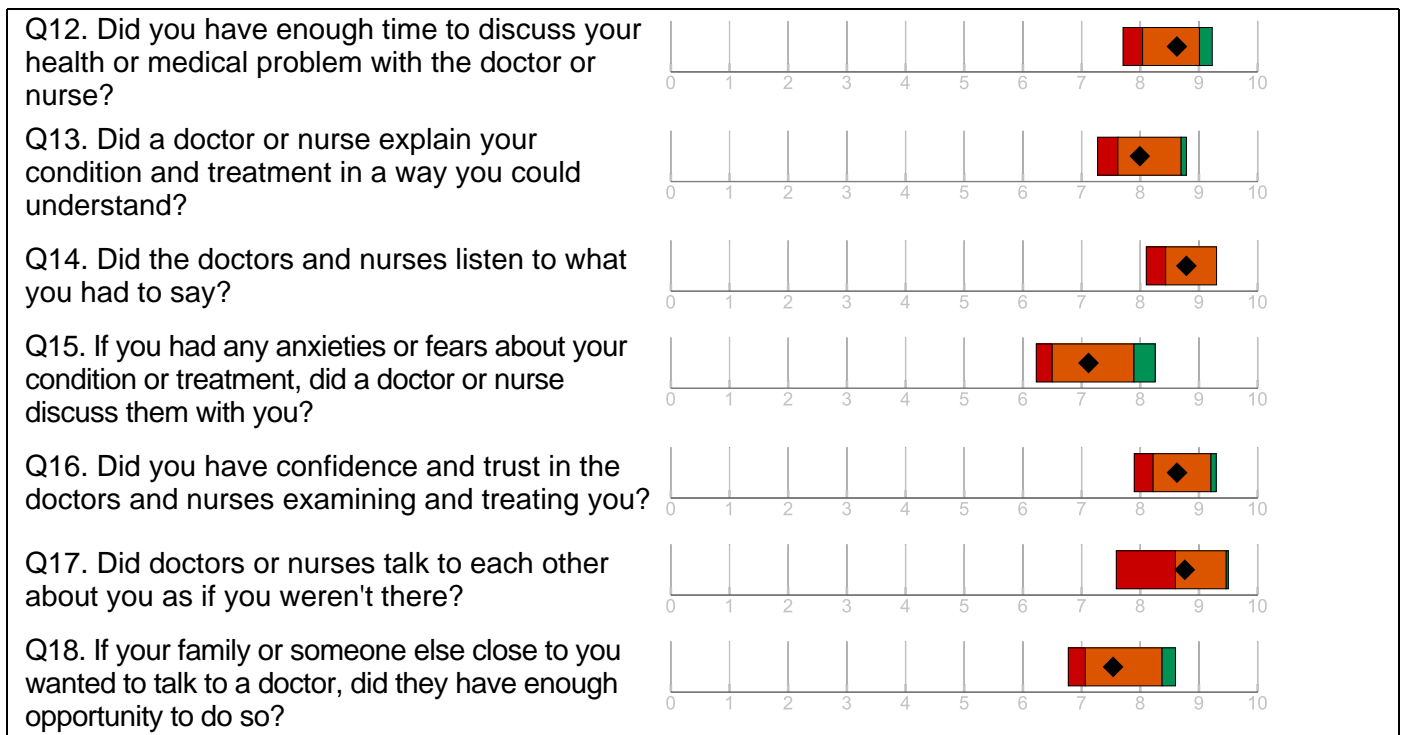 Q12. Did you have enough time to discuss your
health or medical problem with the doctor or
nurse?
0 1 2 3 4 5 6 7 8 9 10
Q13. Did a doctor or nurse explain your
condition and treatment in a way you could
understand?
0 1 2 3 4 5 6 7 8 9 10
Q14. Did the doctors and nurses listen to what
you had to say?
0 1 2 3 4 5 6 7 8 9 10
Q15. If you had any anxieties or fears about your
condition or treatment, did a doctor or nurse
discuss them with you?
0 1 2 3 4 5 6 7 8 9 10
Q16. Did you have confidence and trust in the
doctors and nurses examining and treating you?
0 1 2 3 4 5 6 7 8 9 10
Q17. Did doctors or nurses talk to each other
about you as if you weren't there?
0 1 2 3 4 5 6 7 8 9 10
Q18. If your family or someone else close to you
wanted to talk to a doctor, did they have enough
opportunity to do so?
0 1 2 3 4 5 6 7 8 9 10